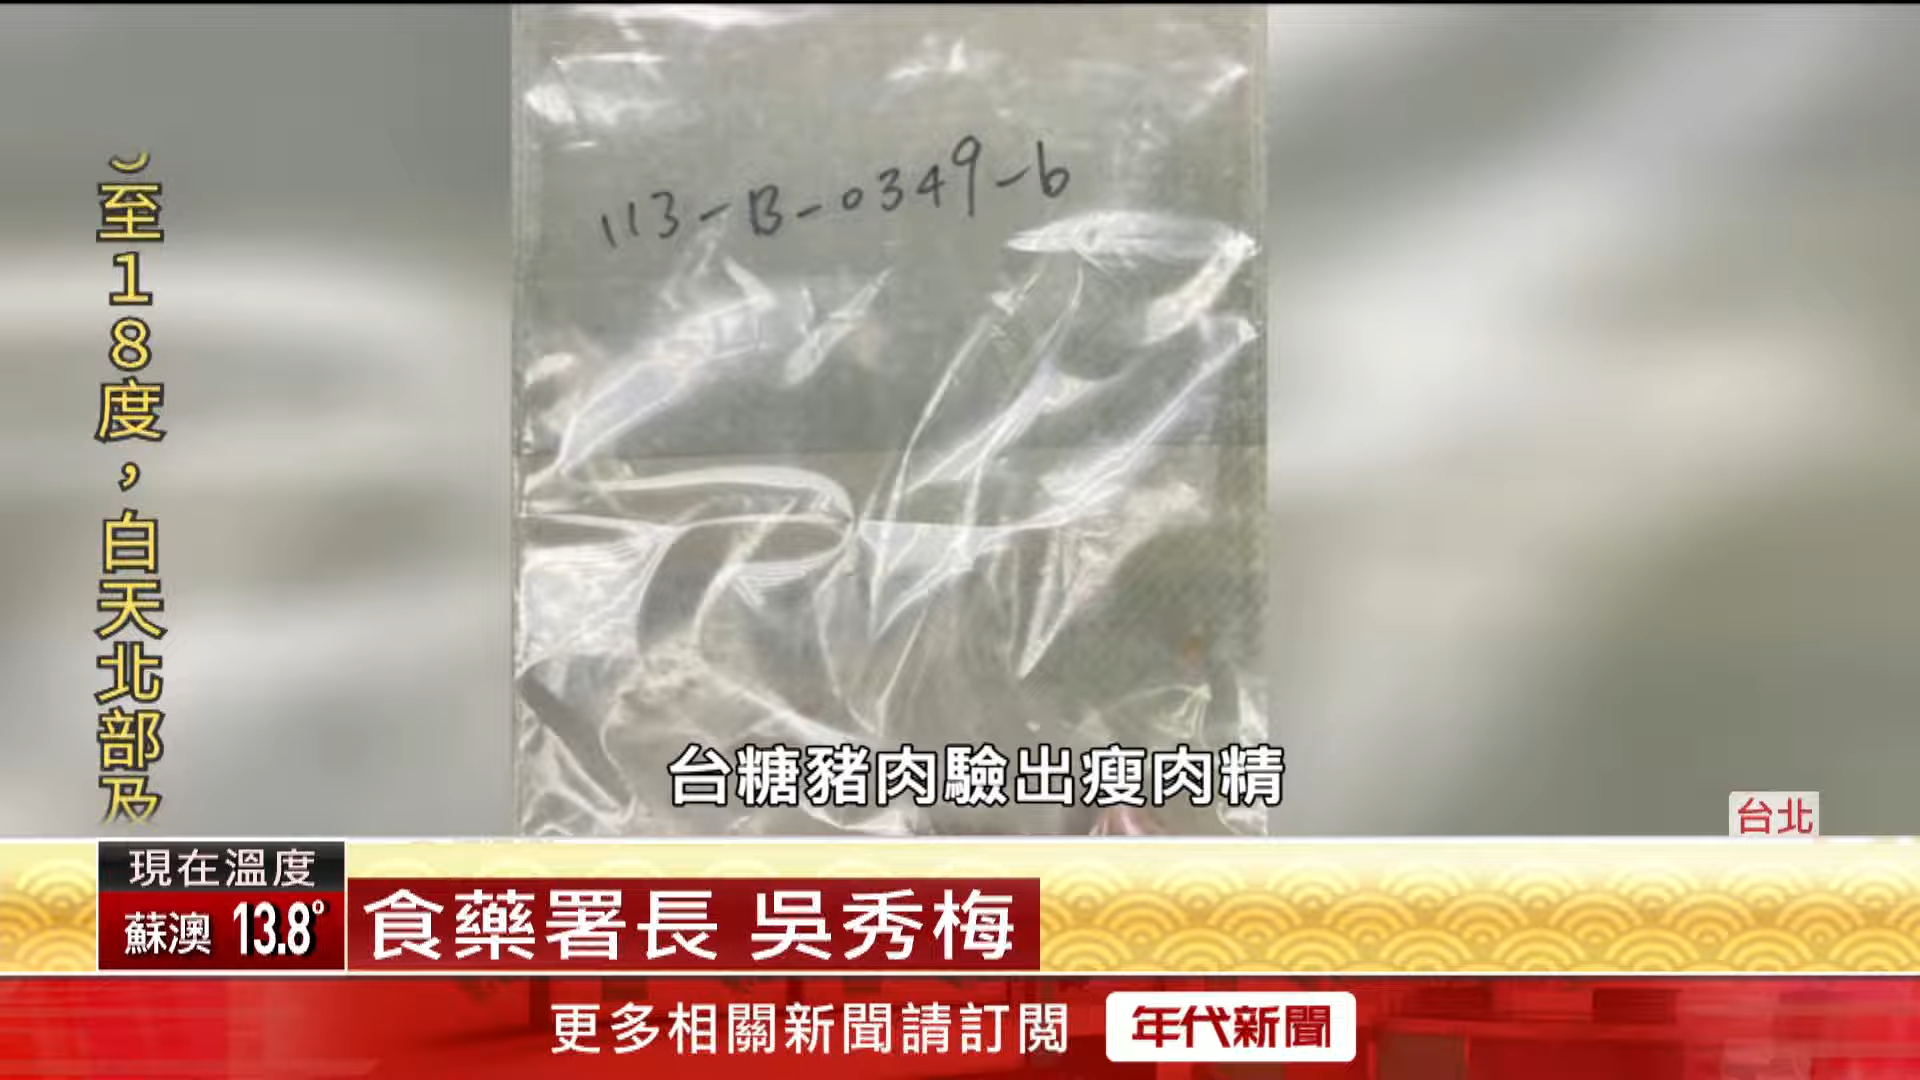 113-B-0349-b
）至18度，白天北部及
台糖豬肉驗出瘦肉精
台北
現在溫度
蘇澳 13.8°
食藥署長 吳秀梅
更多相關新聞請訂閱 年代新聞